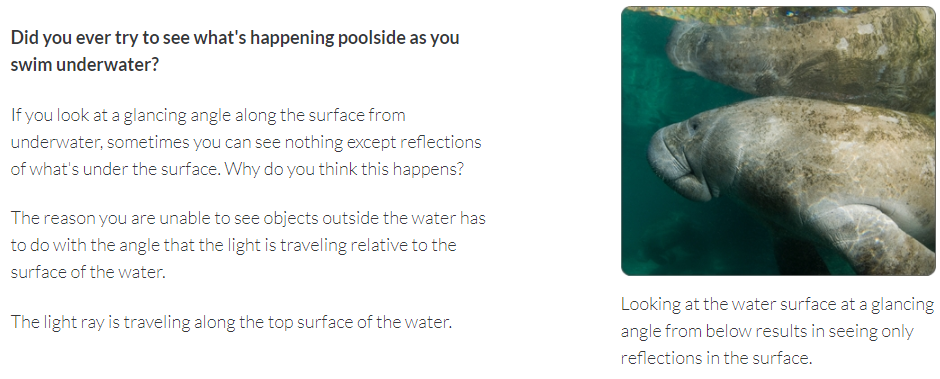 Did you ever try to see what's happening poolside as you
swim underwater?
If you look at a glancing angle along the surface from
underwater, sometimes you can see nothing except reflections
of what's under the surface. Why do you think this happens?
The reason you are unable to see objects outside the water has
to do with the angle that the light is traveling relative to the
surface of the water.
The light ray is traveling along the top surface of the water.
Looking at the water surface at a glancing
angle from below results in seeing only
reflections in the surface.